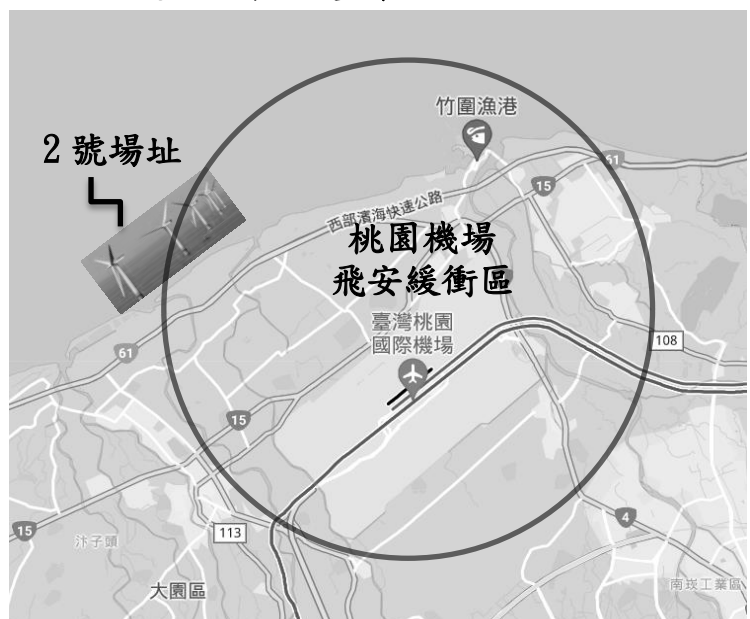 竹圍漁港
2號場址
61
15
西部濱海快速公路
桃園機場
飛安緩衝區
臺灣桃園
國際機場
108
61
15
15
113
4
汴子頭
大園區
南崁工業區